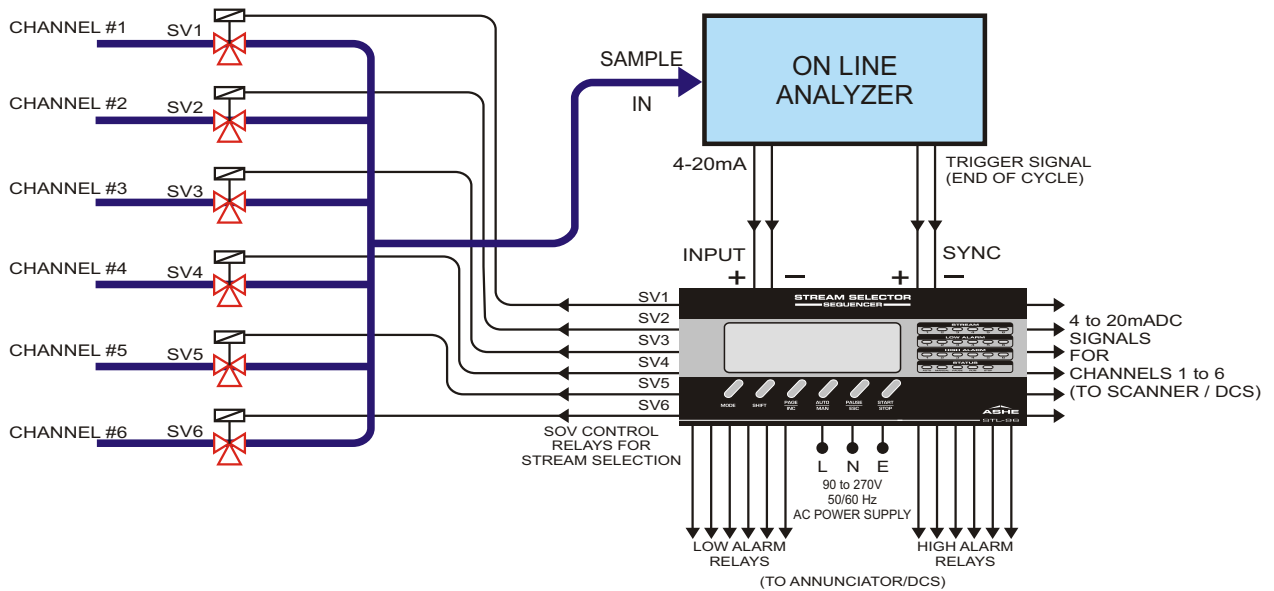 CHANNEL #1
SV1
CHANNEL #2
SV2
CHANNEL #3
SV3
CHANNEL #4
SV4
CHANNEL #5
SV5
CHANNEL #6
SV6
SAMPLE
IN
ON LINE
ANALYZER
4-20mA
TRIGGER SIGNAL
(END OF CYCLE)
INPUT
+ −
SYNC
+ −
SV1
SV2
SV3
SV4
SV5
SV6
SOV CONTROL
RELAYS FOR
STREAM SELECTION
STREAM SELECTOR
SEQUENCER
STREAM
LOW ALARM
HIGH ALARM
STATUS
MODE
SHIFT
PAGE
INC
AUTO
MAN
PAUSE
ESC
START
STOP
ASHE
STL-96
4 to 20mADC
SIGNALS
FOR
CHANNELS 1 to 6
(TO SCANNER / DCS)
L N E
90 to 270V
50/60 Hz
AC POWER SUPPLY
LOW ALARM
RELAYS
HIGH ALARM
RELAYS
(TO ANNUNCIATOR/DCS)